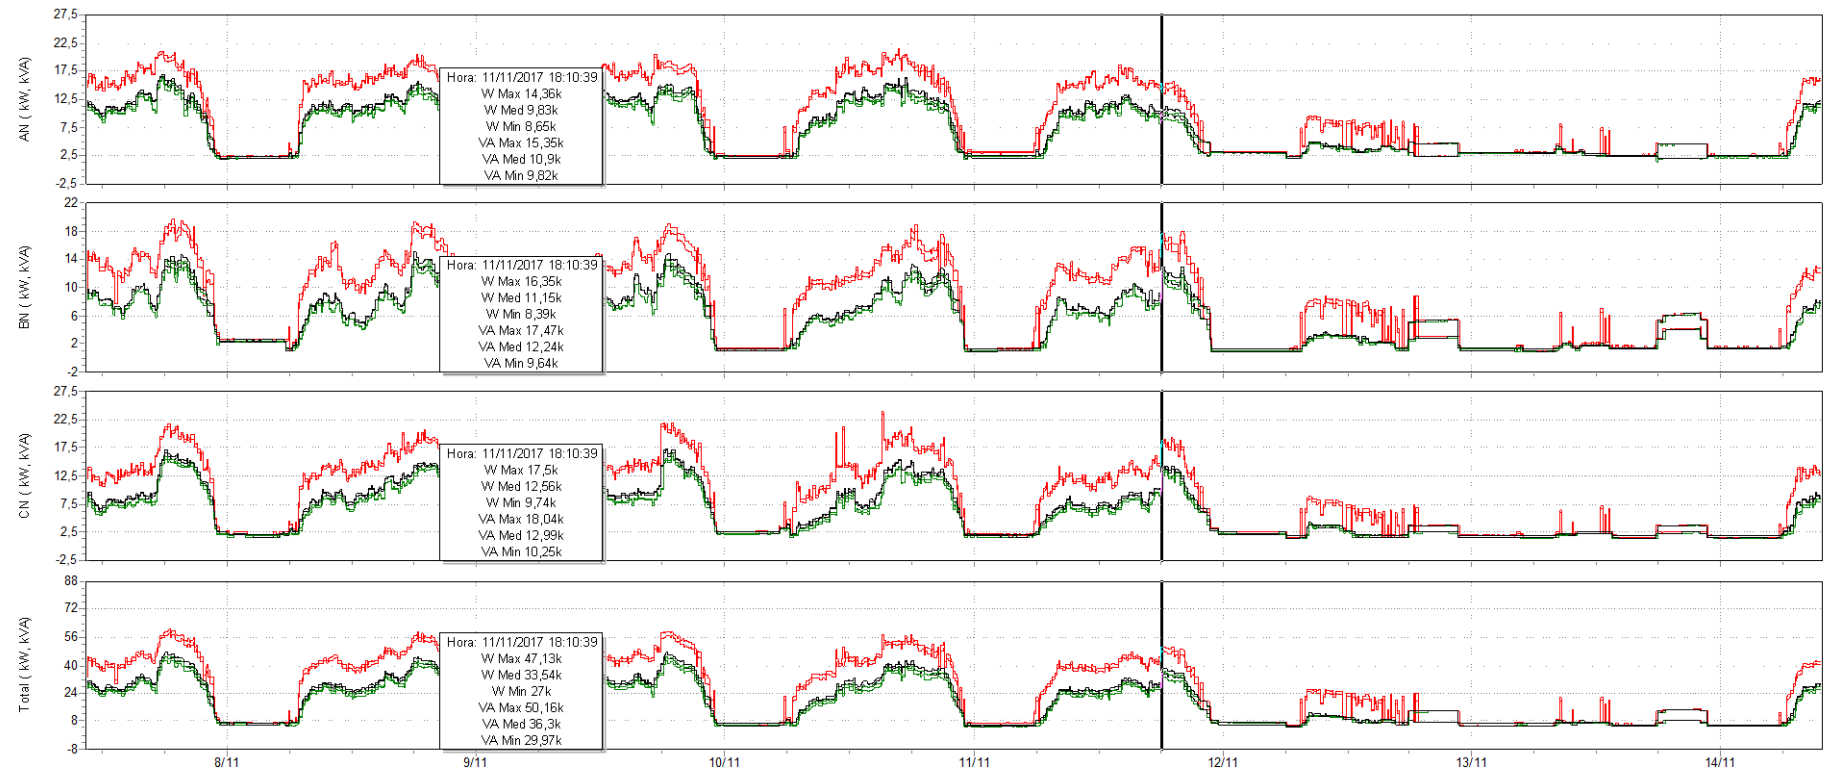 27,5
22,5
17,5
12,5
7,5
2,5
-2,5
AN ( kW, kVA)
Hora: 11/11/2017 18:10:39
W Max 14,36k
W Med 9,83k
W Min 8,65k
VA Max 15,35k
VA Med 10,9k
VA Min 9,82k
22
18
14
10
6
2
-2
BN ( kW, kVA)
Hora: 11/11/2017 18:10:39
W Max 16,35k
W Med 11,15k
W Min 8,39k
VA Max 17,47k
VA Med 12,24k
VA Min 9,64k
27,5
22,5
17,5
12,5
7,5
2,5
-2,5
CN ( kW, kVA)
Hora: 11/11/2017 18:10:39
W Max 17,5k
W Med 12,56k
W Min 9,74k
VA Max 18,04k
VA Med 12,99k
VA Min 10,25k
88
72
56
40
24
8
-8
Total ( kW, kVA)
Hora: 11/11/2017 18:10:39
W Max 47,13k
W Med 33,54k
W Min 27k
VA Max 50,16k
VA Med 36,3k
VA Min 29,97k
8/11 9/11 10/11 11/11 12/11 13/11 14/11